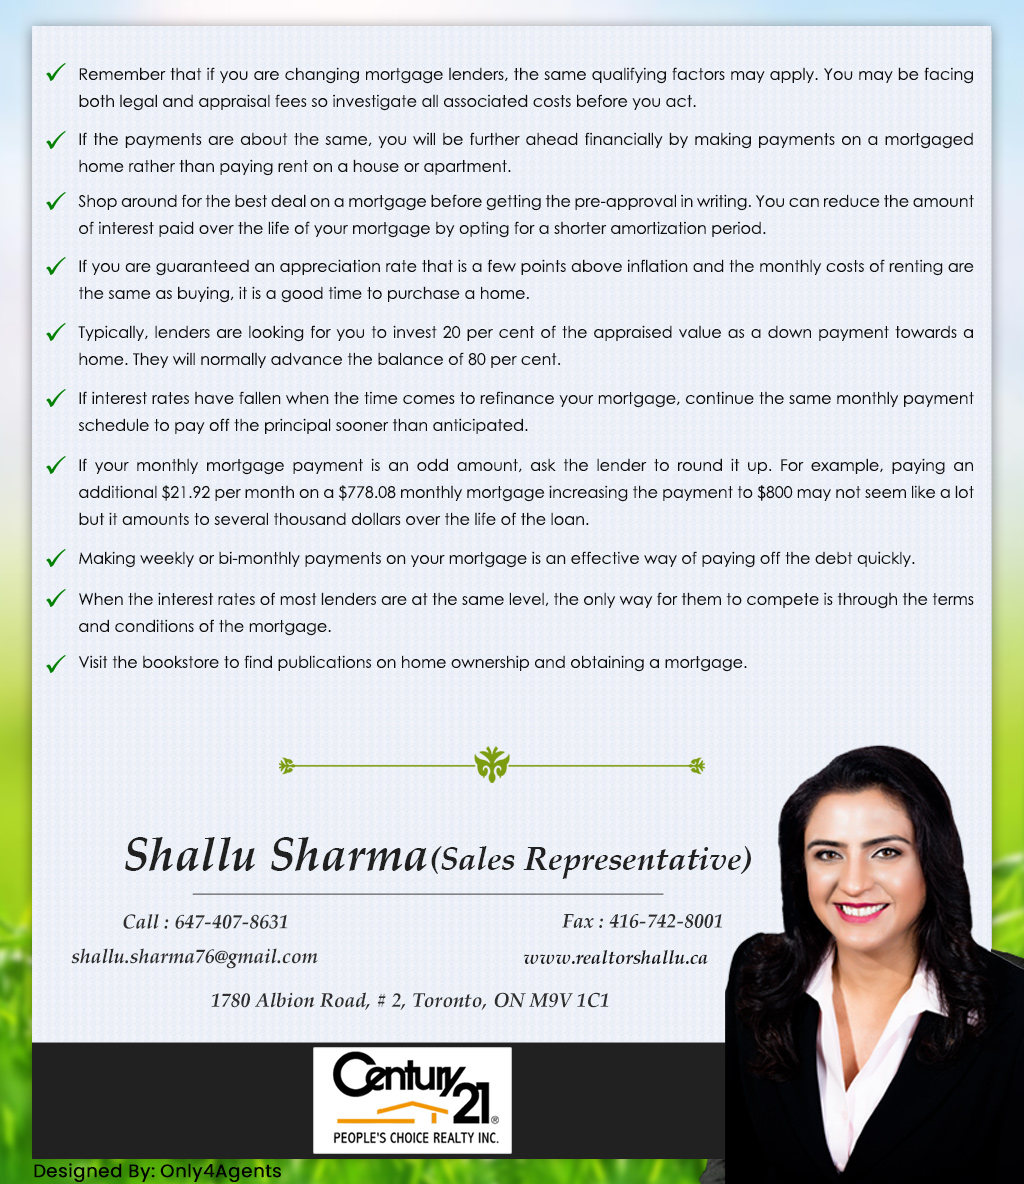 Remember that if you are changing mortgage lenders, the same qualifying factors may apply. You may be facing
both legal and appraisal fees so investigate all associated costs before you act.
If the payments are about the same, you will be further ahead financially by making payments on a mortgaged
home rather than paying rent on a house or apartment.
Shop around for the best deal on a mortgage before getting the pre-approval in writing. You can reduce the amount
of interest paid over the life of your mortgage by opting for a shorter amortization period.
If you are guaranteed an appreciation rate that is a few points above inflation and the monthly costs of renting are
the same as buying, it is a good time to purchase a home.
Typically, lenders are looking for you to invest 20 per cent of the appraised value as a down payment towards a
home. They will normally advance the balance of 80 per cent.
If interest rates have fallen when the time comes to refinance your mortgage, continue the same monthly payment
schedule to pay off the principal sooner than anticipated.
If your monthly mortgage payment is an odd amount, ask the lender to round it up. For example, paying an
additional $21.92 per month on a $778.08 monthly mortgage increasing the payment to $800 may not seem like a lot
but it amounts to several thousand dollars over the life of the loan.
Making weekly or bi-monthly payments on your mortgage is an effective way of paying off the debt quickly.
When the interest rates of most lenders are at the same level, the only way for them to compete is through the terms
and conditions of the mortgage.
Visit the bookstore to find publications on home ownership and obtaining a mortgage.
Shallu Sharma(Sales Representative)
Call : 647-407-8631 Fax : 416-742-8001
shallu.sharma76@gmail.com www.realtorshallu.ca
1780 Albion Road, # 2, Toronto, ON M9V 1C1
Century
21®
PEOPLE'S CHOICE REALTY INC.
Designed By: Only4Agents